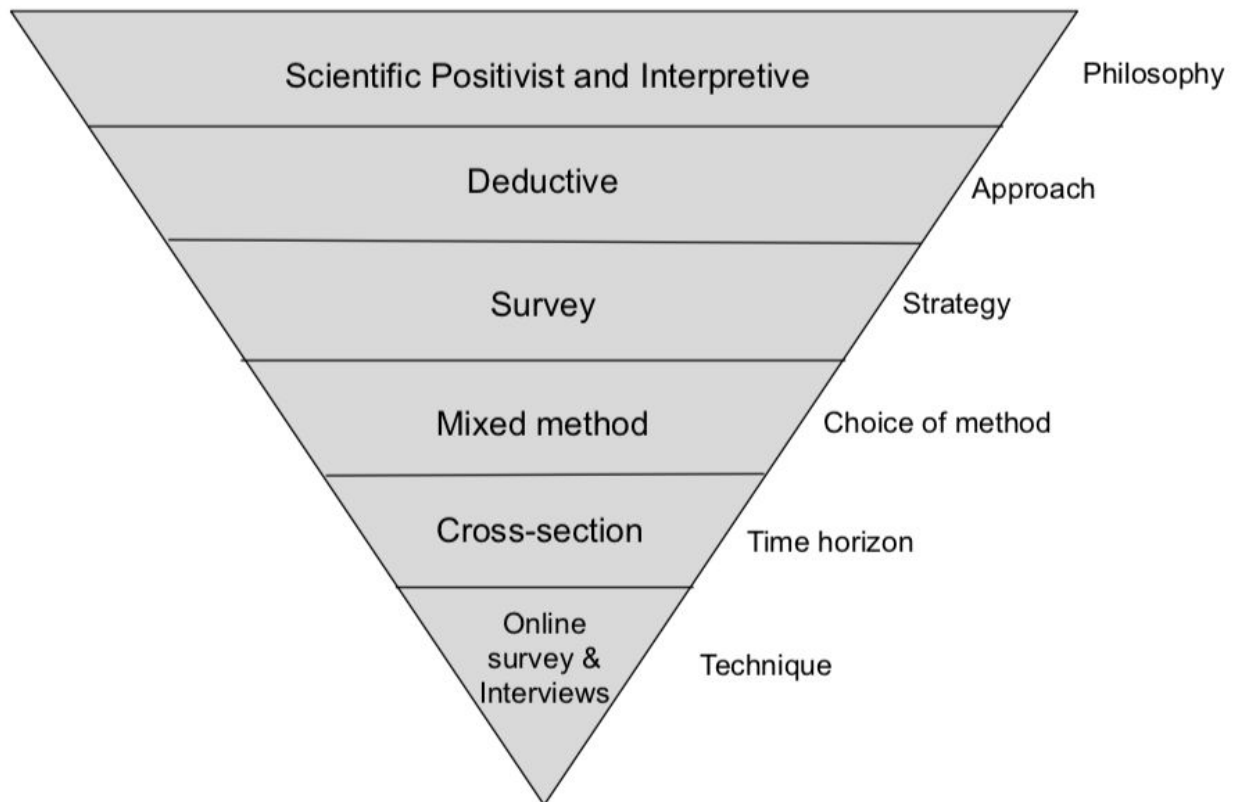 Scientific Positivist and Interpretive
Philosophy
Deductive
Approach
Survey
Strategy
Mixed method
Choice of method
Cross-section
Time horizon
Online
survey &
Interviews
Technique